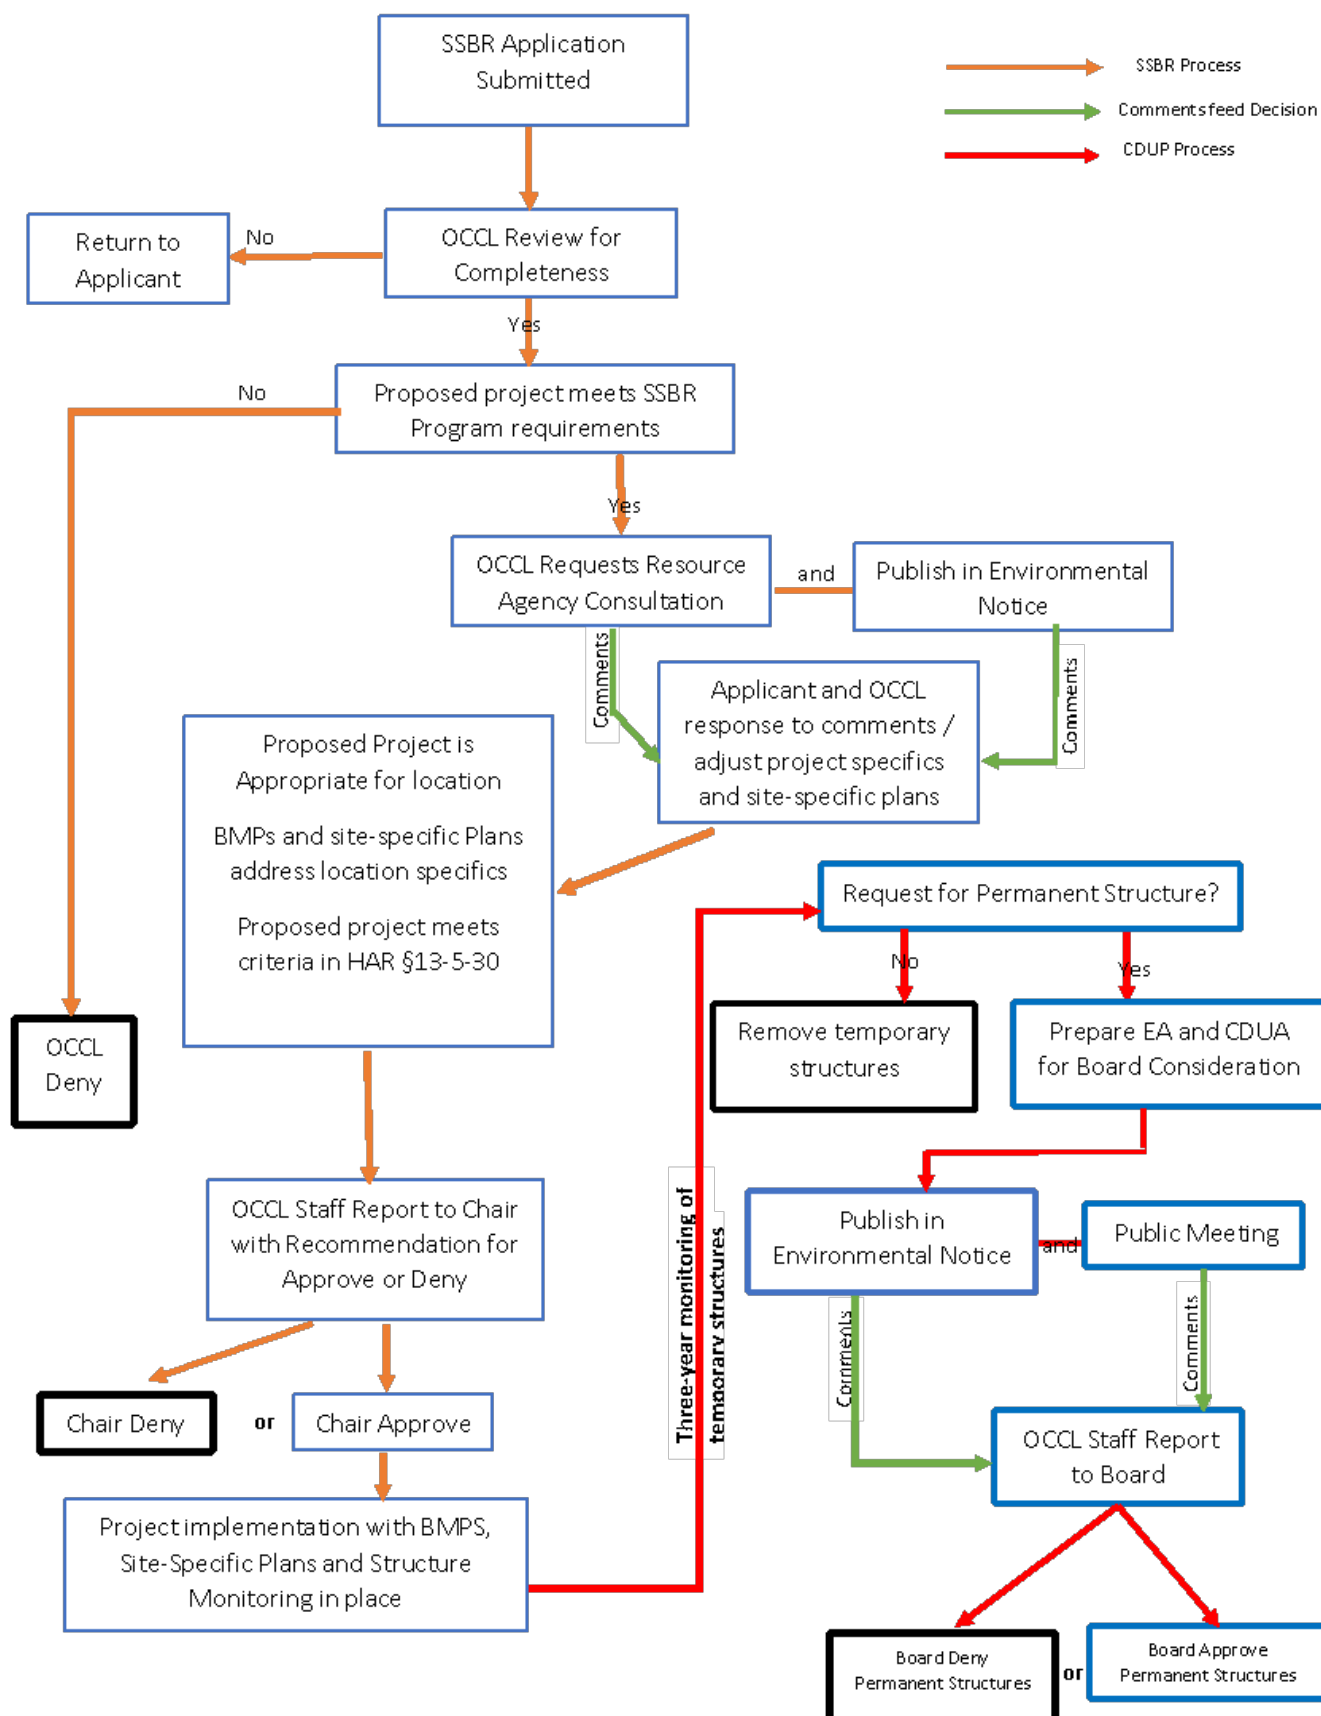 SSBR Application
Submitted
SSBR Process
Comments feed Decision
CDUP Process
Return to
Applicant
No
OCCL Review for
Completeness
Yes
No
Proposed project meets SSBR
Program requirements
Yes
OCCL Requests Resource
Agency Consultation
and
Publish in Environmental
Notice
Comments
Comments
Applicant and OCCL
response to comments /
adjust project specifics
and site-specific plans
Proposed Project is
Appropriate for location
BMPs and site-specific Plans
address location specifics
Proposed project meets
criteria in HAR §13-5-30
OCCL
Deny
Request for Permanent Structure?
No
Yes
Remove temporary
structures
Prepare EA and CDUA
for Board Consideration
OCCL Staff Report to Chair
with Recommendation for
Approve or Deny
Three-year monitoring of
temporary structures
Publish in
Environmental Notice
and
Public Meeting
Comments
Comments
Chair Deny
or
Chair Approve
OCCL Staff Report
to Board
Project implementation with BMPS,
Site-Specific Plans and Structure
Monitoring in place
Board Deny
Permanent Structures
or
Board Approve
Permanent Structures